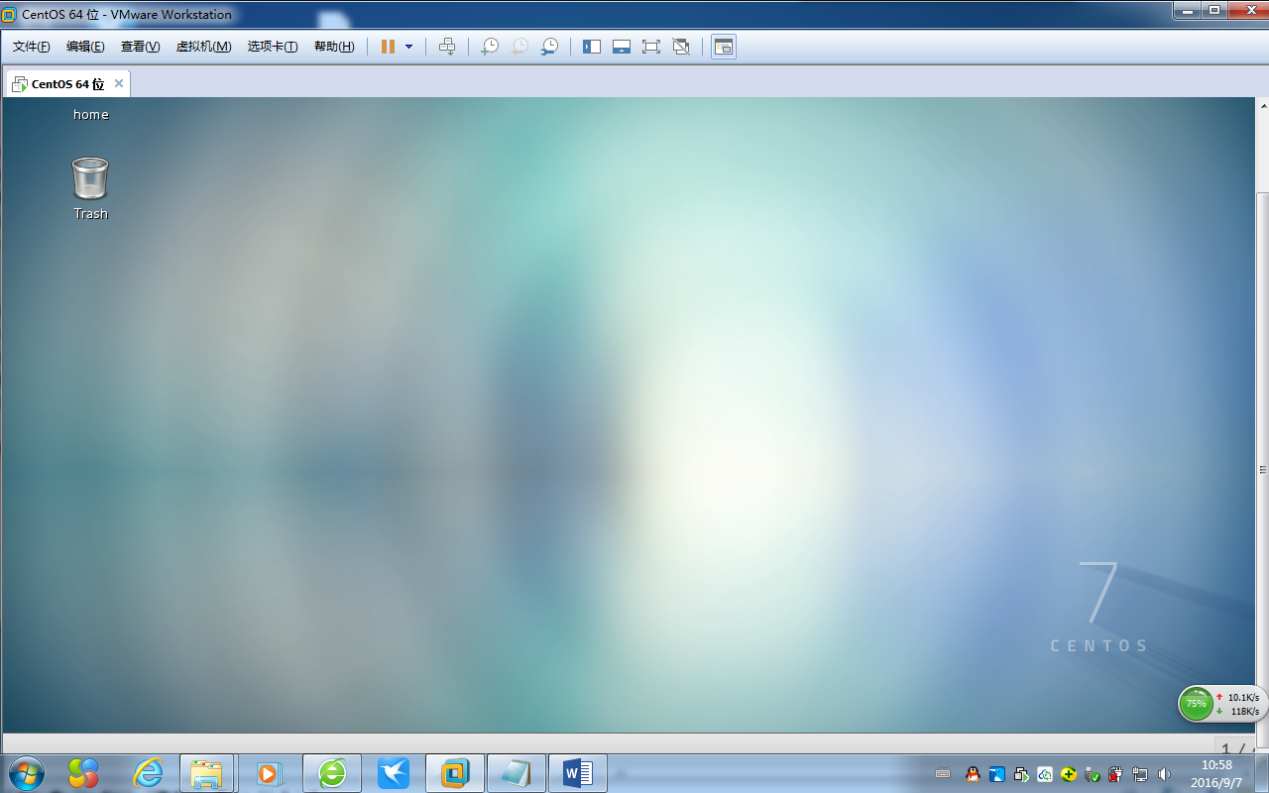 CentOS 64 位 - VMware Workstation
文件(F) 编辑(E) 查看(V) 虚拟机(M) 选项卡(T) 帮助(H)
CentOS 64 位
home
Trash
7
CENTOS
75%
10.1K/s
118K/s
1 /
10:58
2016/9/7